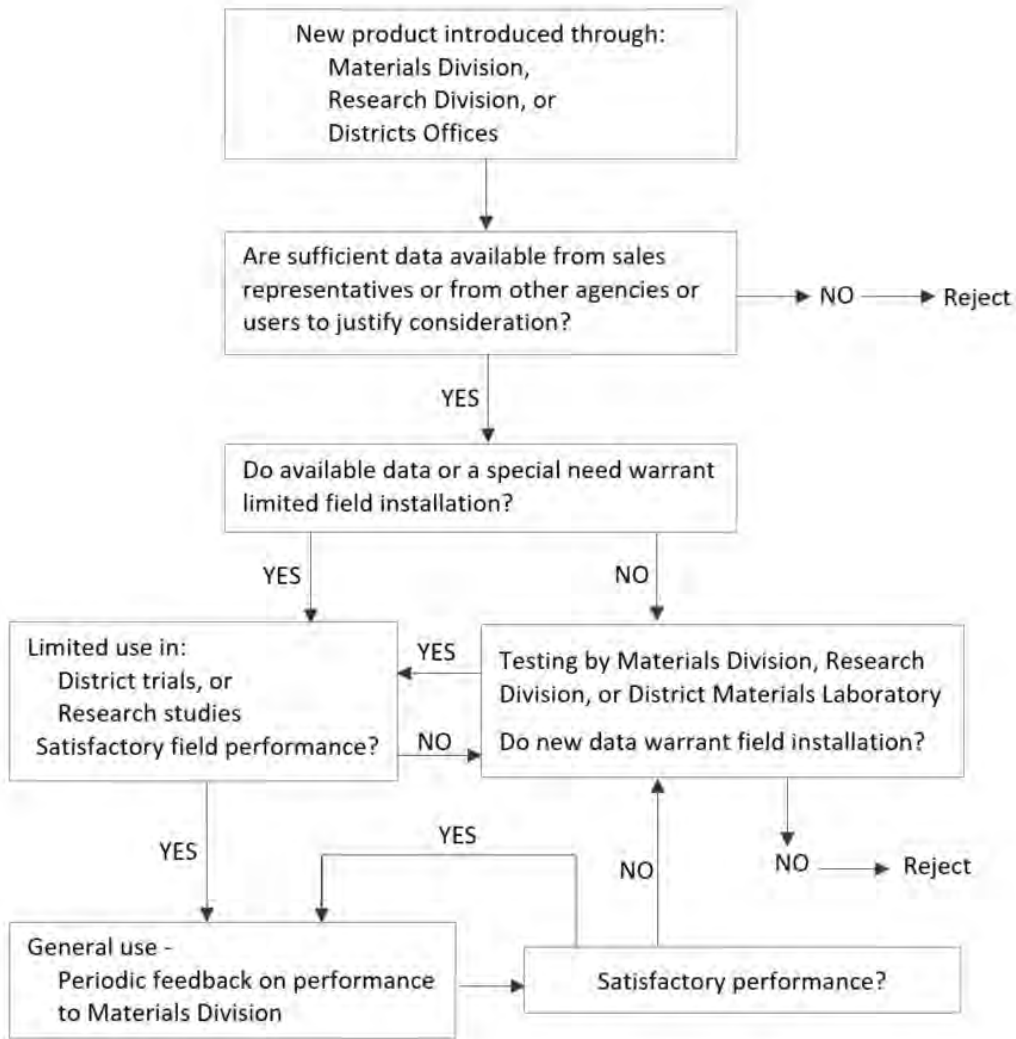 New product introduced through:
Materials Division,
Research Division, or
Districts Offices
Are sufficient data available from sales
representatives or from other agencies or
users to justify consideration?
NO
Reject
YES
Do available data or a special need warrant
limited field installation?
YES
NO
Limited use in:
District trials, or
Research studies
Satisfactory field performance?
YES
NO
Testing by Materials Division, Research
Division, or District Materials Laboratory
Do new data warrant field installation?
YES
YES
NO
NO
Reject
General use -
Periodic feedback on performance
to Materials Division
Satisfactory performance?